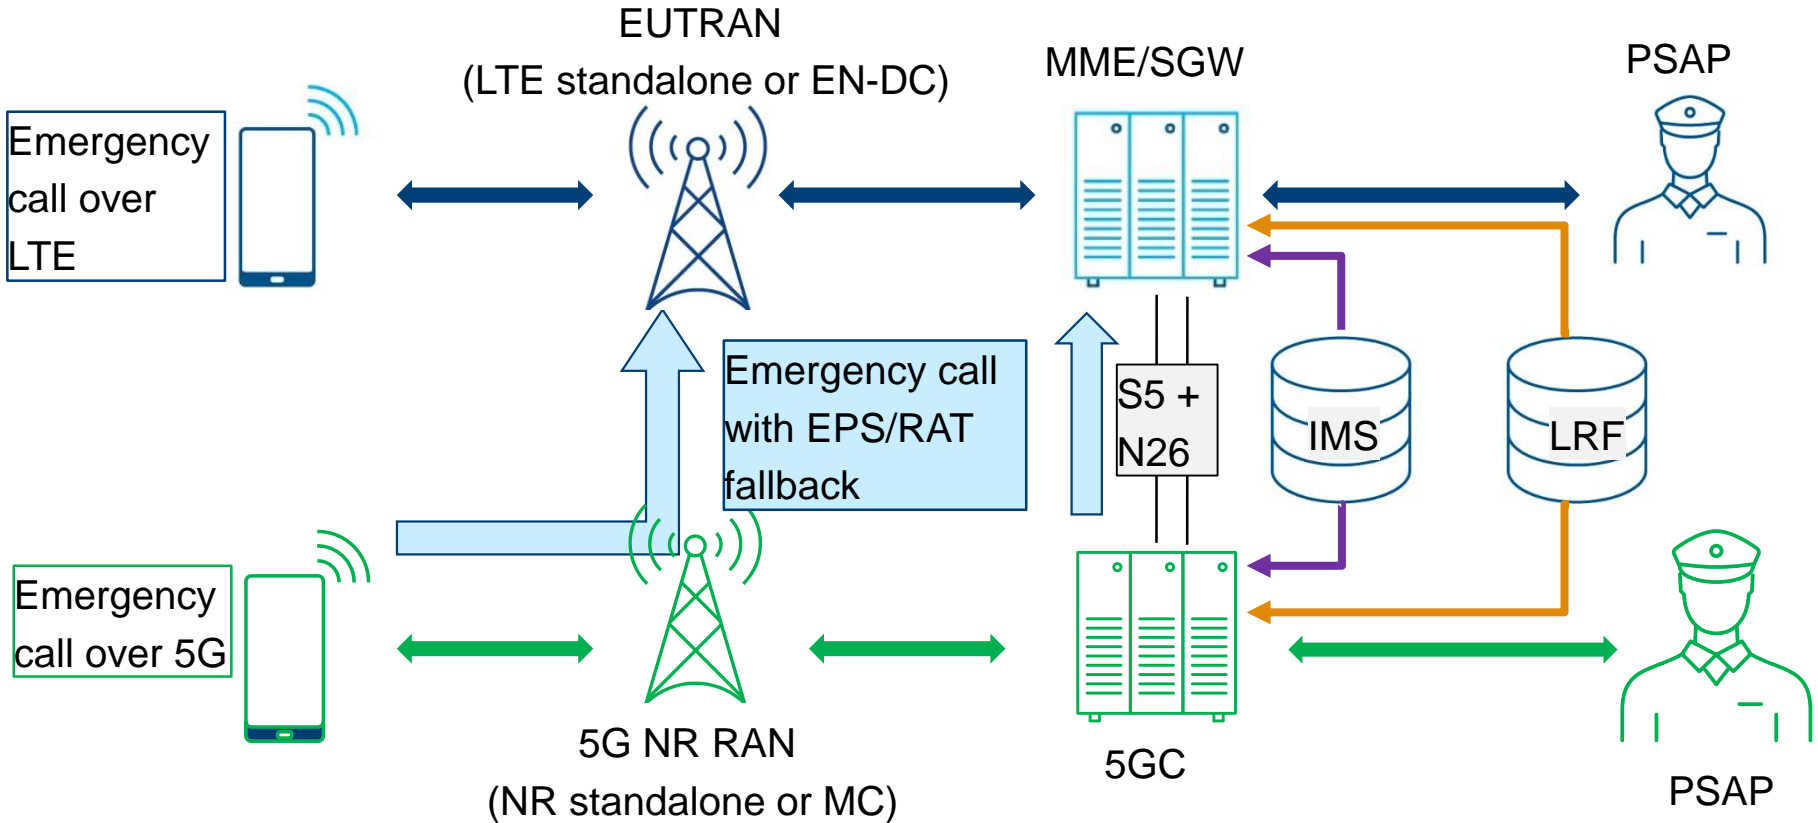 EUTRAN
(LTE standalone or EN-DC)
MME/SGW
PSAP
Emergency
call over
LTE
Emergency call
with EPS/RAT
fallback
S5 +
N26
IMS
LRF
Emergency
call over 5G
5G NR RAN
(NR standalone or MC)
5GC
PSAP